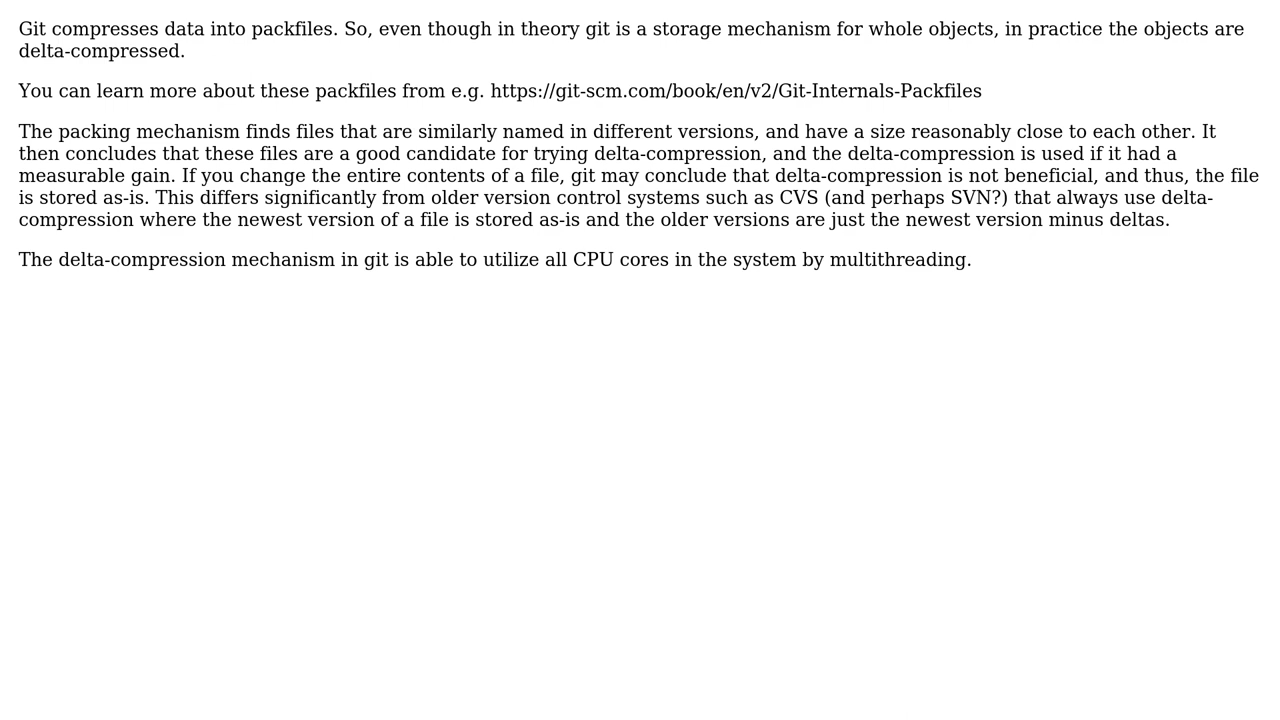 Git compresses data into packfiles. So, even though in theory git is a storage mechanism for whole objects, in practice the objects are
delta-compressed.
You can learn more about these packfiles from e.g. https://git-scm.com/book/en/v2/Git-Internals-Packfiles
The packing mechanism finds files that are similarly named in different versions, and have a size reasonably close to each other. It
then concludes that these files are a good candidate for trying delta-compression, and the delta-compression is used if it had a
measurable gain. If you change the entire contents of a file, git may conclude that delta-compression is not beneficial, and thus, the file
is stored as-is. This differs significantly from older version control systems such as CVS (and perhaps SVN?) that always use delta-
compression where the newest version of a file is stored as-is and the older versions are just the newest version minus deltas.
The delta-compression mechanism in git is able to utilize all CPU cores in the system by multithreading.